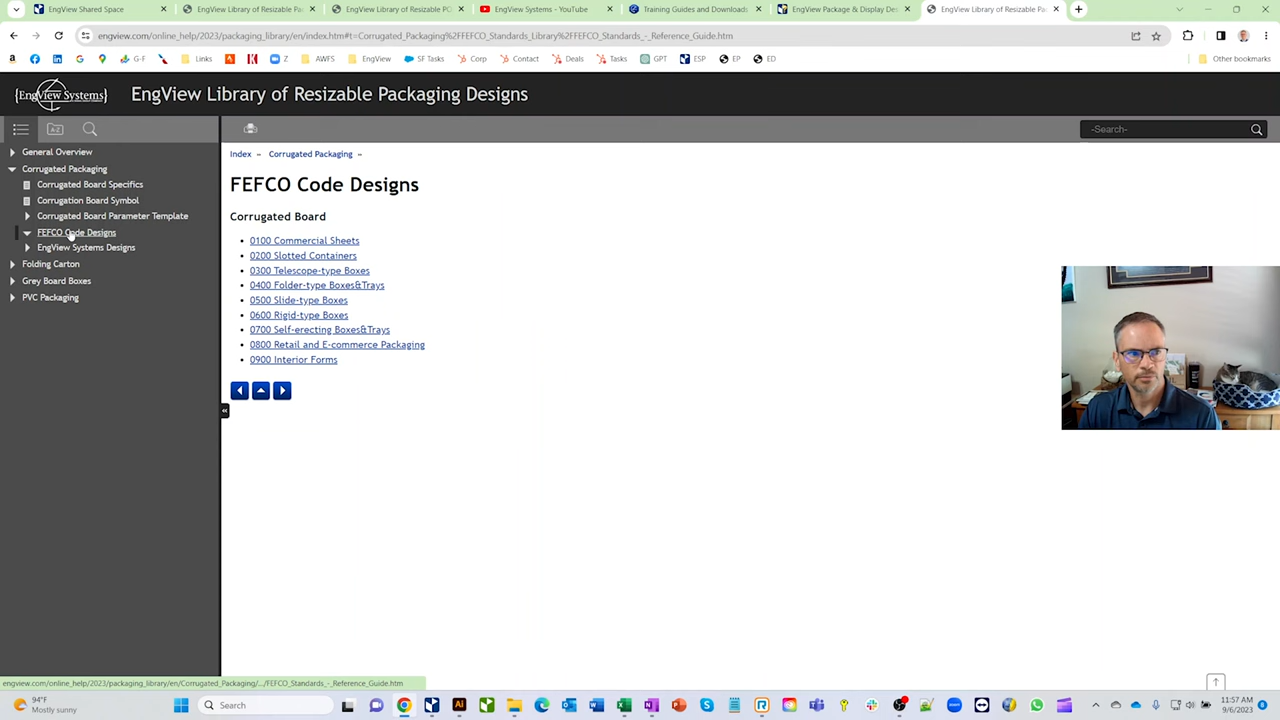 EngView Shared Space
EngView Library of Resizable Pac
EngView Library of Resizable PO
EngView Systems - YouTube
Training Guides and Downloads
EngView Package & Display De
EngView Library of Resizable Pa
engview.com/online_help/2023/packaging_library/en/index.htm#t=Corrugated_Packaging%2FFEFCO_Standards_Library%2FFEFCO_Standards_-_Reference_Guide.htm
G-F
Links
AWFS
EngView
SF Tasks
Corp
Contact
Deals
Tasks
GPT
ESP
EP
ED
Other bookmarks
{EngView Systems}
EngView Library of Resizable Packaging Designs
-Search-
General Overview
Corrugated Packaging
Corrugated Board Specifics
Corrugation Board Symbol
Corrugated Board Parameter Template
FEFCO Code Designs
EngView Systems Designs
Folding Carton
Grey Board Boxes
PVC Packaging
Index
Corrugated Packaging
FEFCO Code Designs
Corrugated Board
0100 Commercial Sheets
0200 Slotted Containers
0300 Telescope-type Boxes
0400 Folder-type Boxes&Trays
0500 Slide-type Boxes
0600 Rigid-type Boxes
0700 Self-erecting Boxes&Trays
0800 Retail and E-commerce Packaging
0900 Interior Forms
engview.com/online_help/2023/packaging_library/en/Corrugated_Packaging/.../FEFCO_Standards_-_Reference_Guide.htm
94°F
Mostly sunny
Search
11:57 AM
9/6/2023